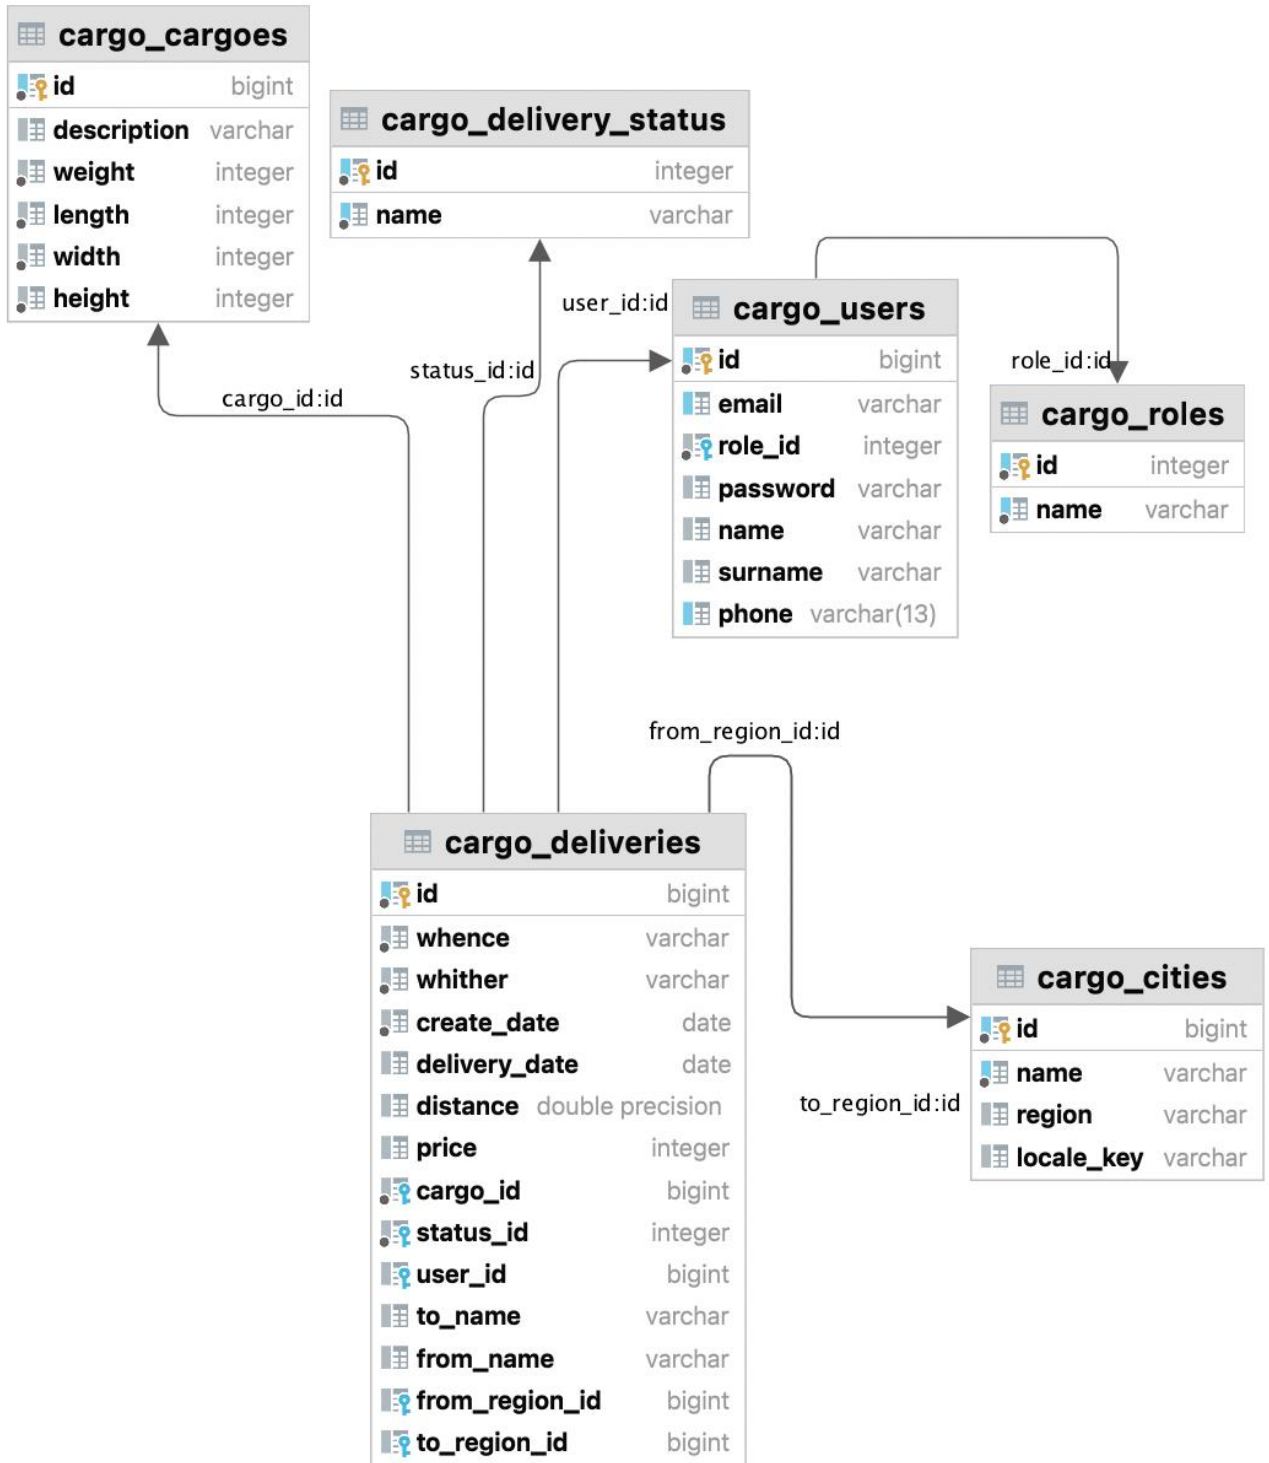 cargo_cargoes
id bigint
description varchar
weight integer
length integer
width integer
height integer
cargo_delivery_status
id integer
name varchar
user_id:id
cargo_users
id bigint
email varchar
role_id integer
password varchar
name varchar
surname varchar
phone varchar(13)
role_id:id
cargo_roles
id integer
name varchar
status_id:id
cargo_id:id
from_region_id:id
cargo_deliveries
id bigint
whence varchar
whither varchar
create_date date
delivery_date date
distance double precision
price integer
cargo_id bigint
status_id integer
user_id bigint
to_name varchar
from_name varchar
from_region_id bigint
to_region_id bigint
cargo_cities
id bigint
name varchar
region varchar
locale_key varchar
to_region_id:id